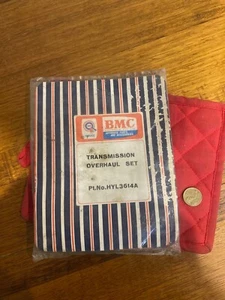 BMC
TRANSMISSION
OVERHAUL SET
Pt.No.HYL3614A